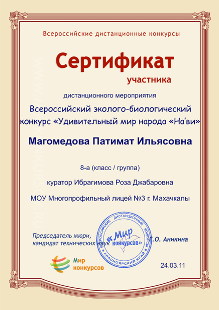 Всероссийские дистанционные конкурсы
Сертификат
участника
дистанционного мероприятия
Всероссийский эколого-биологический
конкурс «Удивительный мир народа «На'ви»
Магомедова Патимат Ильясовна
8-а (класс / группа)
куратор Ибрагимова Роза Джабаровна
МОУ Многопрофильный лицей №3 г. Махачкалы
Председатель жюри,
кандидат технических наук
О. Аникина
«Мир
конкурсов»
Мир
конкурсов
24.03.11